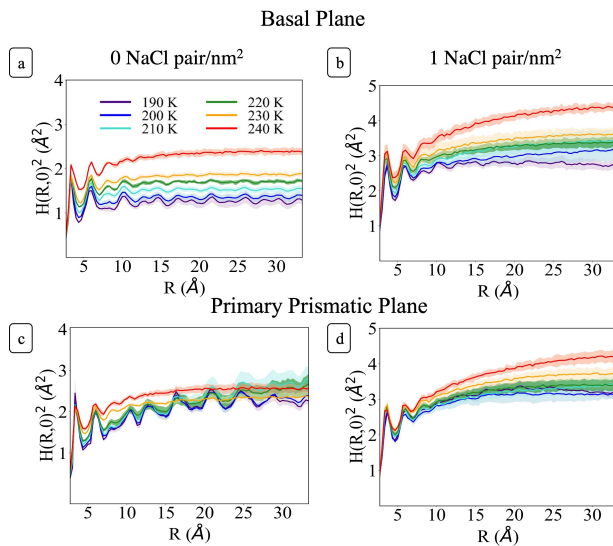 Basal Plane
a
0 NaCl pair/nm²
b
1 NaCl pair/nm²
4
3
2
1
H(R,0)² (Å²)
190 K
200 K
210 K
220 K
230 K
240 K
5
10
15
20
25
30
R (Å)
5
4
3
2
1
H(R,0)² (Å²)
5
10
15
20
25
30
R (Å)
Primary Prismatic Plane
c
4
3
2
1
H(R,0)² (Å²)
5
10
15
20
25
30
R (Å)
d
5
4
3
2
1
H(R,0)² (Å²)
5
10
15
20
25
30
R (Å)